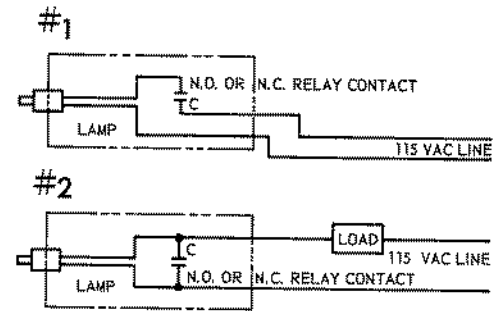 #1
N.O. OR N.C. RELAY CONTACT
C
LAMP
115 VAC LINE
#2
C
LOAD
115 VAC LINE
N.O. OR N.C. RELAY CONTACT
LAMP